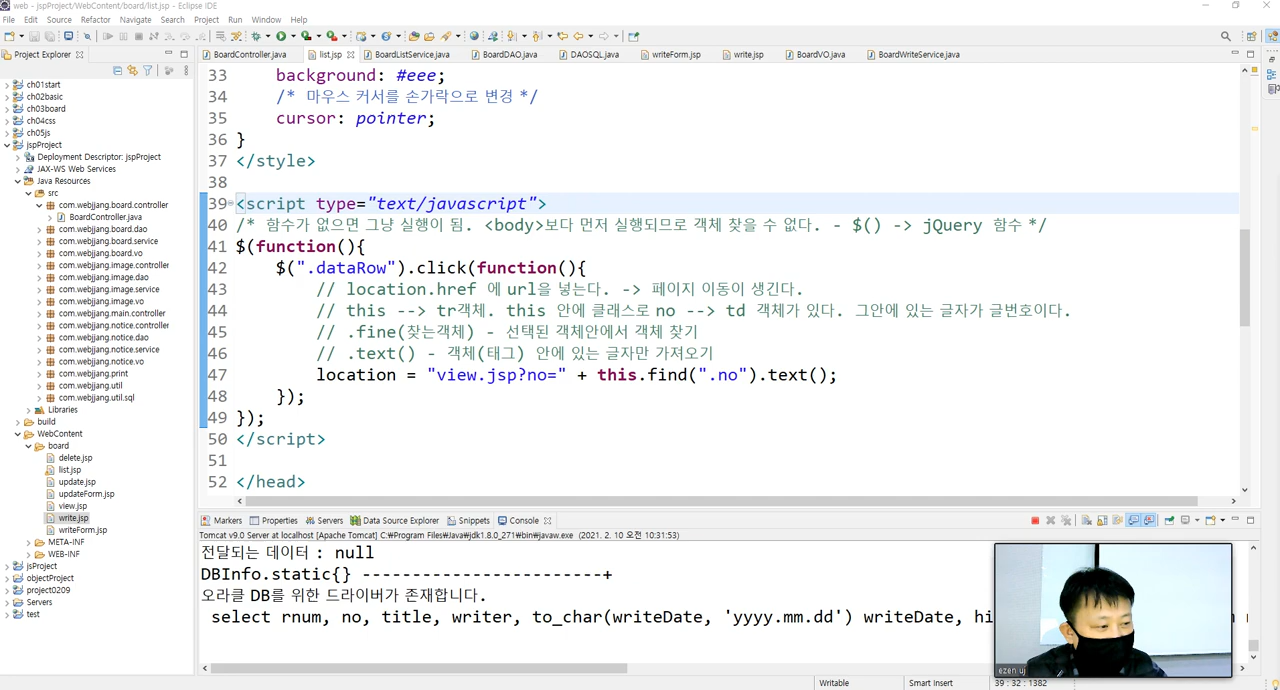 web - jspProject/WebContent/board/list.jsp - Eclipse IDE
File Edit Source Refactor Navigate Search Project Run Window Help
Project Explorer
BoardController.java list.jsp BoardListService.java BoardDAO.java DAOSQL.java writeForm.jsp write.jsp BoardVO.java BoardWriteService.java
ch01start
ch02basic
ch03board
ch04css
ch05js
jspProject
Deployment Descriptor: jspProject
JAX-WS Web Services
Java Resources
src
com.webjjang.board.controller
BoardController.java
com.webjjang.board.dao
com.webjjang.board.service
com.webjjang.board.vo
com.webjjang.image.controller
com.webjjang.image.dao
com.webjjang.image.service
com.webjjang.image.vo
com.webjjang.main.controller
com.webjjang.notice.controller
com.webjjang.notice.dao
com.webjjang.notice.service
com.webjjang.notice.vo
com.webjjang.print
com.webjjang.util
com.webjjang.util.sql
Libraries
build
WebContent
board
delete.jsp
list.jsp
update.jsp
updateForm.jsp
view.jsp
write.jsp
writeForm.jsp
META-INF
WEB-INF
jsProject
objectProject
project0209
Servers
test
33 background: #eee;
34 /* 마우스 커서를 손가락으로 변경 */
35 cursor: pointer;
36 }
37 </style>
38
39 <script type="text/javascript">
40 /* 함수가 없으면 그냥 실행이 됨. <body>보다 먼저 실행되므로 객체 찾을 수 없다. - $() -> jQuery 함수 */
41 $(function(){
42 $(".dataRow").click(function(){
43 // location.href 에 url을 넣는다. -> 페이지 이동이 생긴다.
44 // this --> tr객체. this 안에 클래스로 no --> td 객체가 있다. 그안에 있는 글자가 글번호이다.
45 // .fine(찾는객체) - 선택된 객체안에서 객체 찾기
46 // .text() - 객체(태그) 안에 있는 글자만 가져오기
47 location = "view.jsp?no=" + this.find(".no").text();
48 });
49 });
50 </script>
51
52 </head>
Markers Properties Servers Data Source Explorer Snippets Console
Tomcat v9.0 Server at localhost [Apache Tomcat] C:₩Program Files₩Java₩jdk1.8.0_271₩bin₩javaw.exe (2021. 2. 10 오전 10:31:53)
전달되는 데이터 : null
DBInfo.static{} ------------------------+
오라클 DB를 위한 드라이버가 존재합니다.
select rnum, no, title, writer, to_char(writeDate, 'yyyy.mm.dd') writeDate, hi
ezen uj
Writable Smart Insert 39 : 32 : 1382